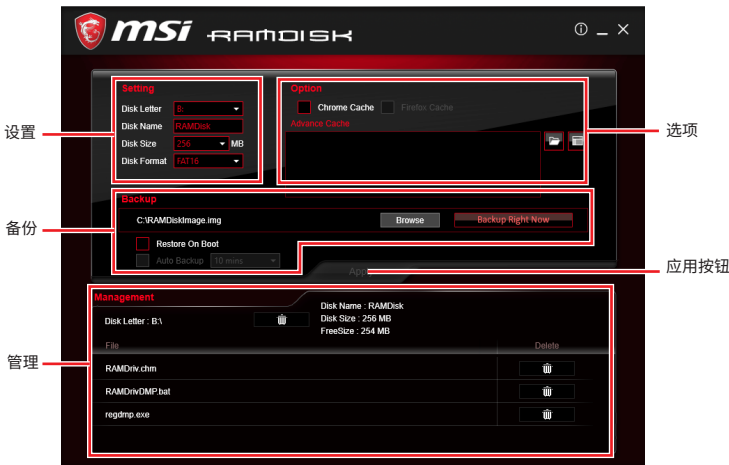 msi RAMDISK
Setting
Disk Letter B:
Disk Name RAMDisk
Disk Size 256 MB
Disk Format FAT16
Option
Chrome Cache Firefox Cache
Advance Cache
设置
选项
Backup
C:\RAMDiskImage.img Browse Backup Right Now
Restore On Boot
Auto Backup 10 mins
备份
Apply
应用按钮
Management
Disk Letter : B:\
Disk Name : RAMDisk
Disk Size : 256 MB
FreeSize : 254 MB
File Delete
管理
RAMDriv.chm
RAMDrivDMP.bat
regdmp.exe